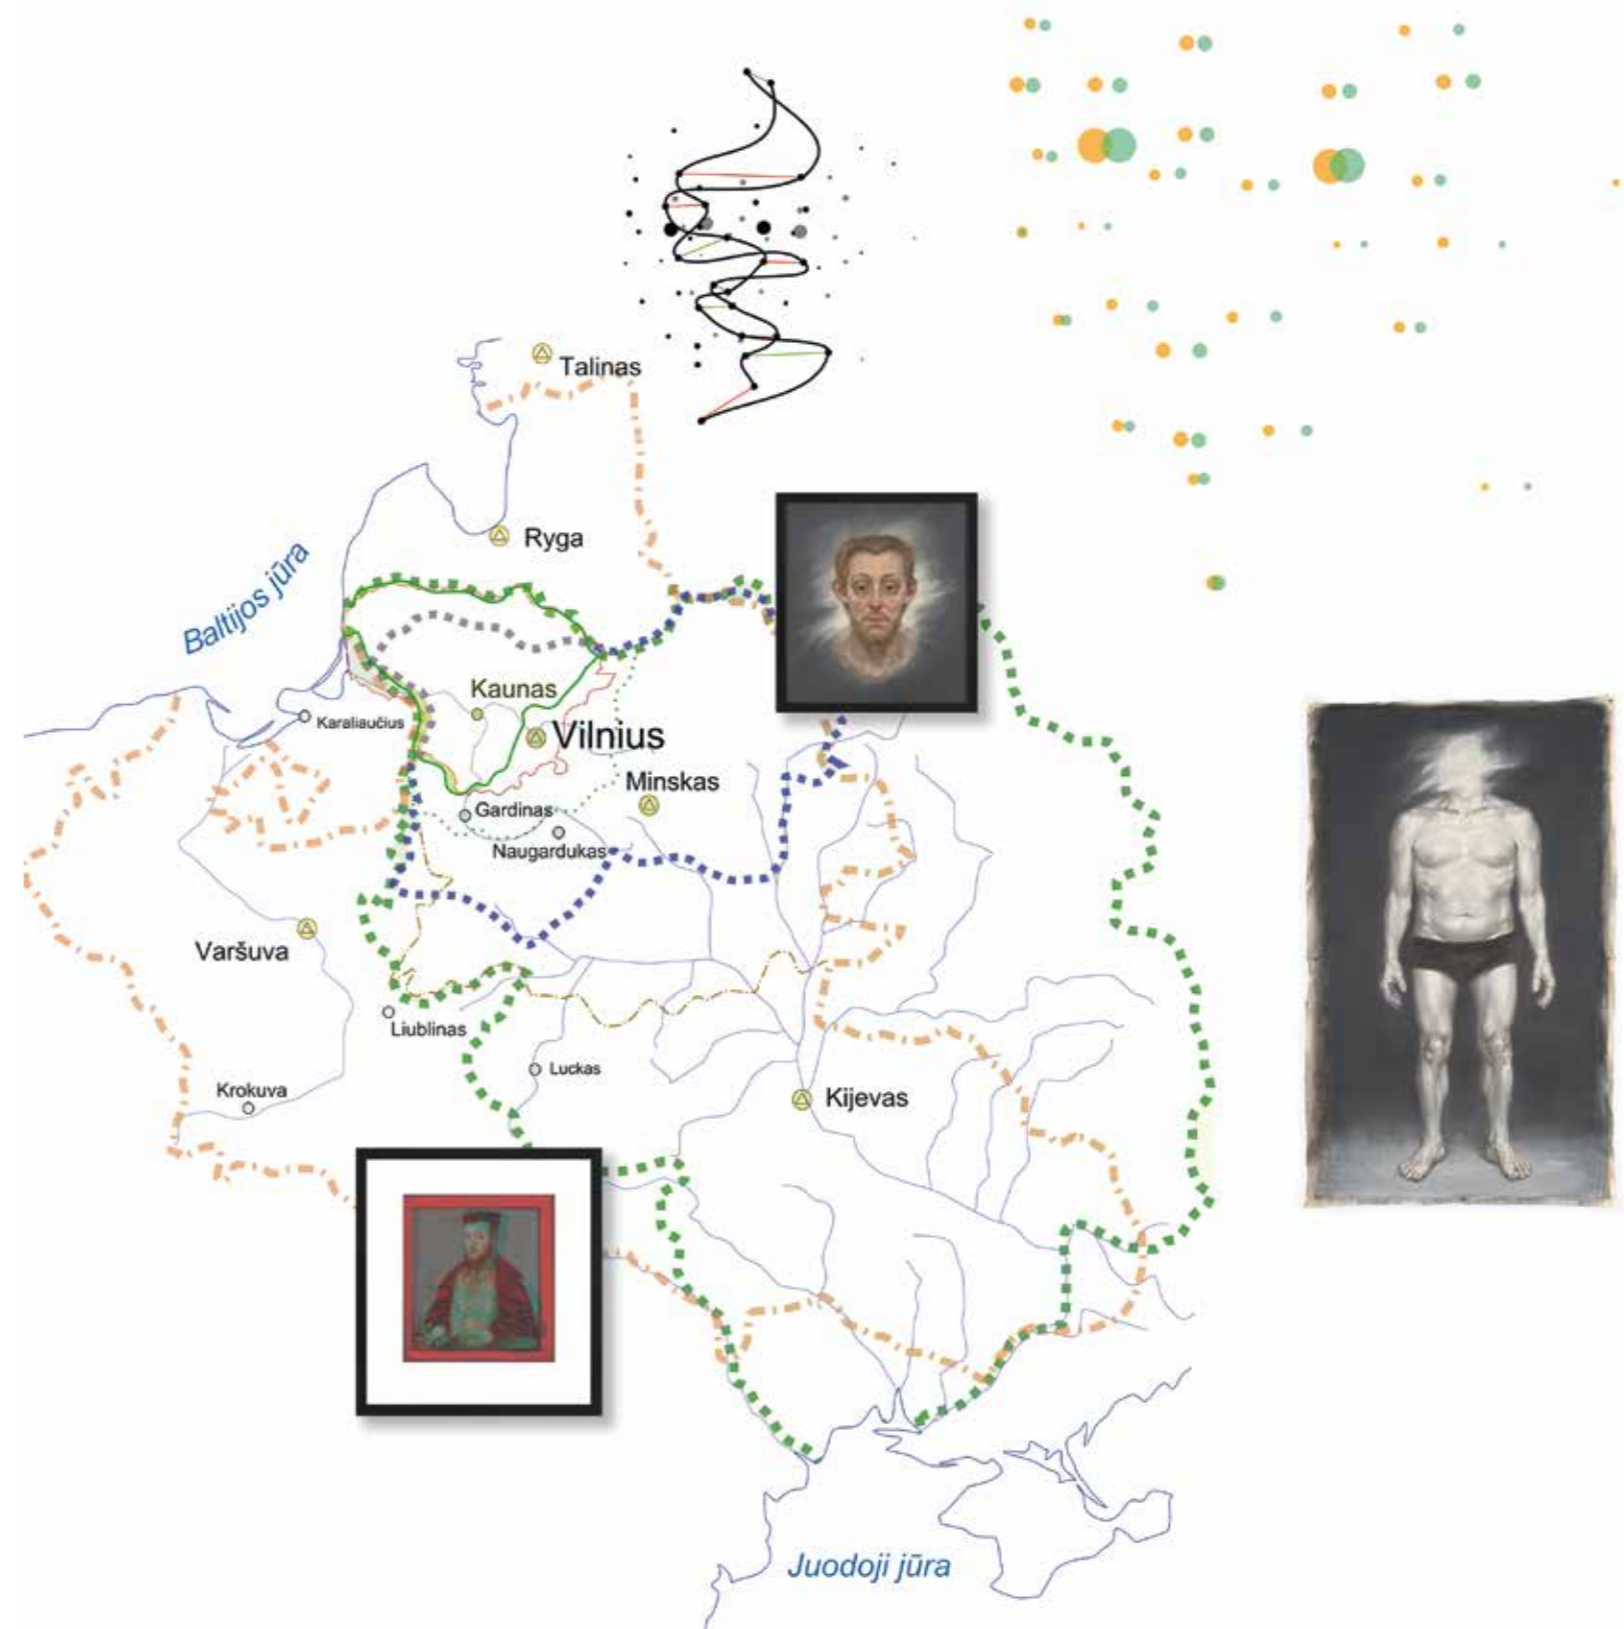 Talinas
Ryga
Baltijos jūra
Kaunas
Karaliaučius
Vilnius
Minskas
Gardinas
Naugardukas
Varšuva
Liublinas
Luckas
Krokuva
Kijevas
Juodoji jūra